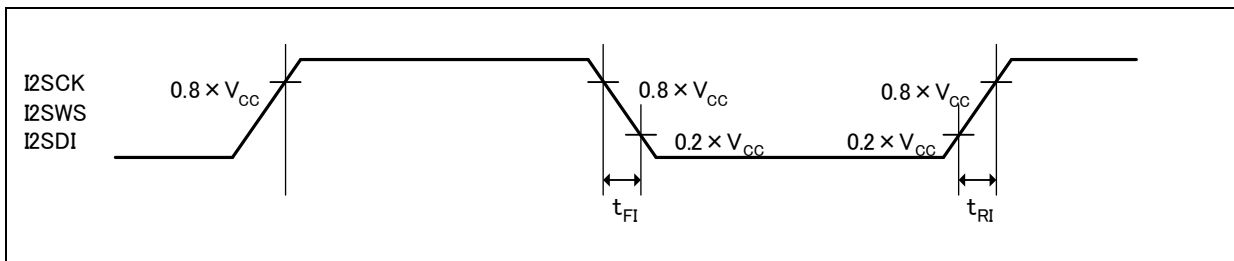 I2SCK
I2SWS
I2SDI
0.8 × VCC
0.8 × VCC
0.2 × VCC
0.8 × VCC
0.2 × VCC
tFI
tRI